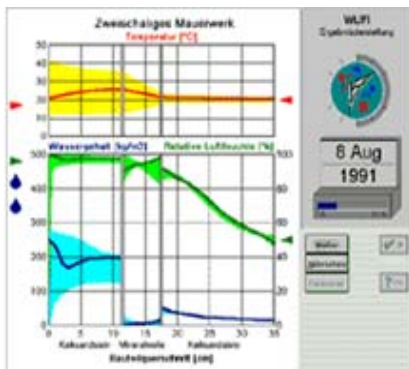 Zweischaliges Mauerwerk
Temperatur [°C]
50
40
30
20
10
0
Wassergehalt [kg/m3]
Relative Luftfeuchte [%]
500
100
400
80
300
60
200
40
100
20
0
0
0
5
10
15
20
25
30
35
Kalksandstein
Mineralwolle
Kalksandstein
Bauteilquerschnitt [cm]
WUFI
Ergebnisdarstellung
6 Aug
1991